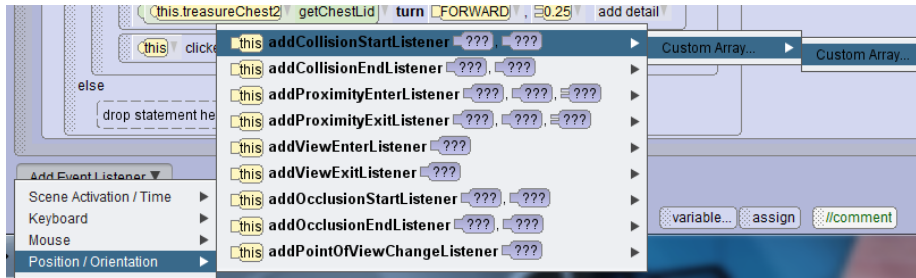 this.treasureChest2 getChestLid turn FORWARD , 0.25 add detail
this clicke
else
drop statement he
Add Event Listener
Scene Activation / Time
Keyboard
Mouse
Position / Orientation
this addCollisionStartListener ??? , ???
this addCollisionEndListener ??? , ???
this addProximityEnterListener ??? , ??? , ???
this addProximityExitListener ??? , ??? , ???
this addViewEnterListener ???
this addViewExitListener ???
this addOcclusionStartListener ??? , ???
this addOcclusionEndListener ??? , ???
this addPointOfViewChangeListener ???
Custom Array...
Custom Array...
variable... assign //comment